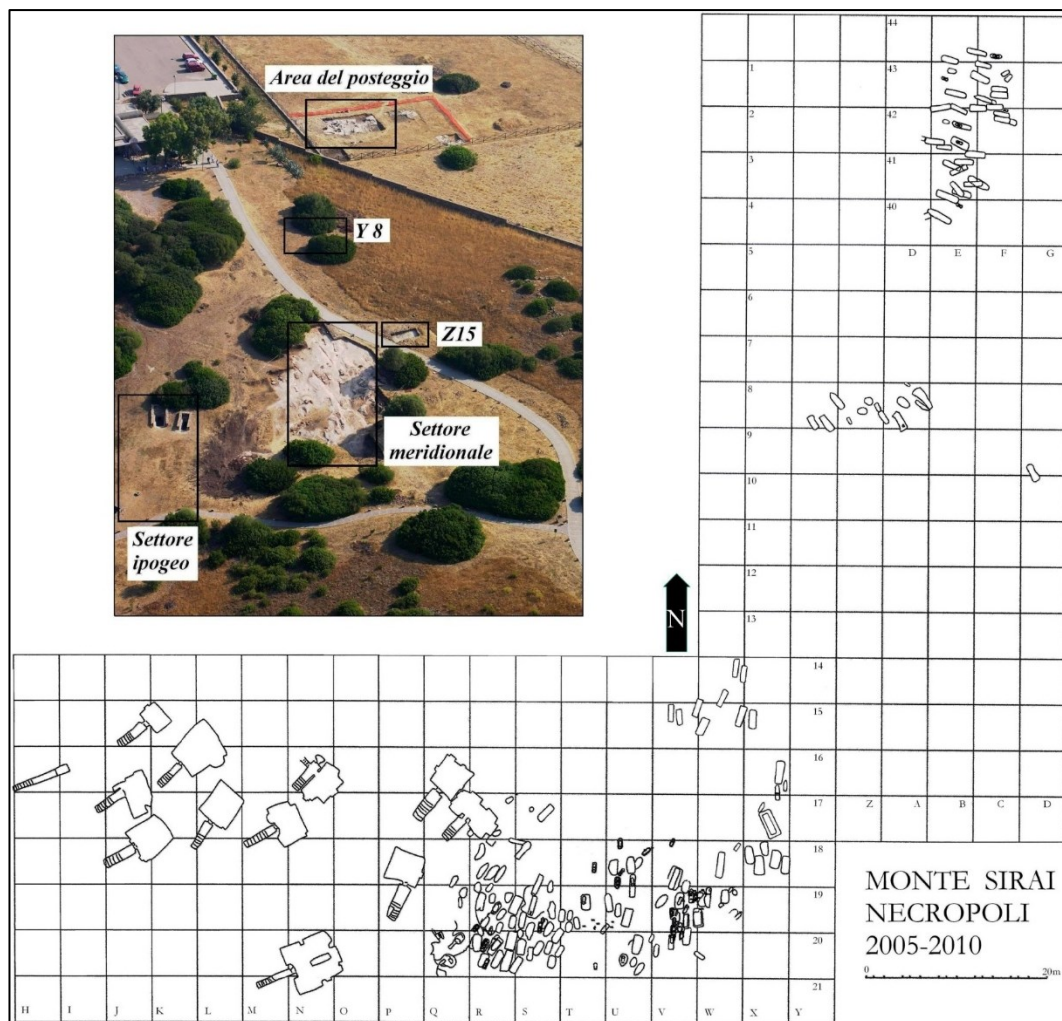 Area del posteggio
Y 8
Z15
Settore
meridionale
Settore
ipogeo
44
1
43
2
42
3
41
4
40
5
D
E
F
G
6
7
8
9
10
11
12
N
13
14
15
16
17
Z
A
B
C
D
18
19
20
21
H
I
J
K
L
M
N
O
P
Q
R
S
T
U
V
W
X
Y
MONTE SIRAI
NECROPOLI
2005-2010
0
20m